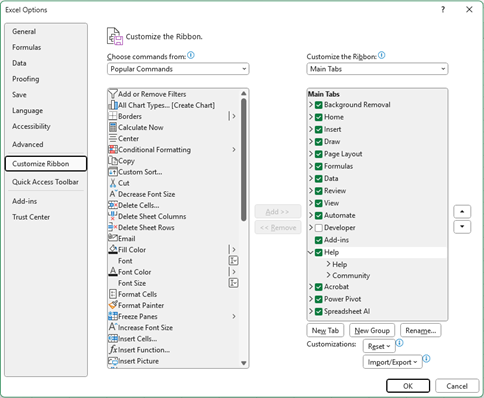 Excel Options
?
General
Formulas
Data
Proofing
Save
Language
Accessibility
Advanced
Customize Ribbon
Quick Access Toolbar
Add-ins
Trust Center
Customize the Ribbon.
Choose commands from:
Popular Commands
Add or Remove Filters
All Chart Types... [Create Chart]
Borders
Calculate Now
Center
Conditional Formatting
Copy
Custom Sort...
Cut
Decrease Font Size
Delete Cells...
Delete Sheet Columns
Delete Sheet Rows
Email
Fill Color
Font
Font Color
Font Size
Format Cells
Format Painter
Freeze Panes
Increase Font Size
Insert Cells...
Insert Function...
Insert Picture
Add >>
<< Remove
Customize the Ribbon:
Main Tabs
Main Tabs
Background Removal
Home
Insert
Draw
Page Layout
Formulas
Data
Review
View
Automate
Developer
Add-ins
Help
Help
Community
Acrobat
Power Pivot
Spreadsheet AI
New Tab
New Group
Rename...
Customizations:
Reset
Import/Export
OK
Cancel